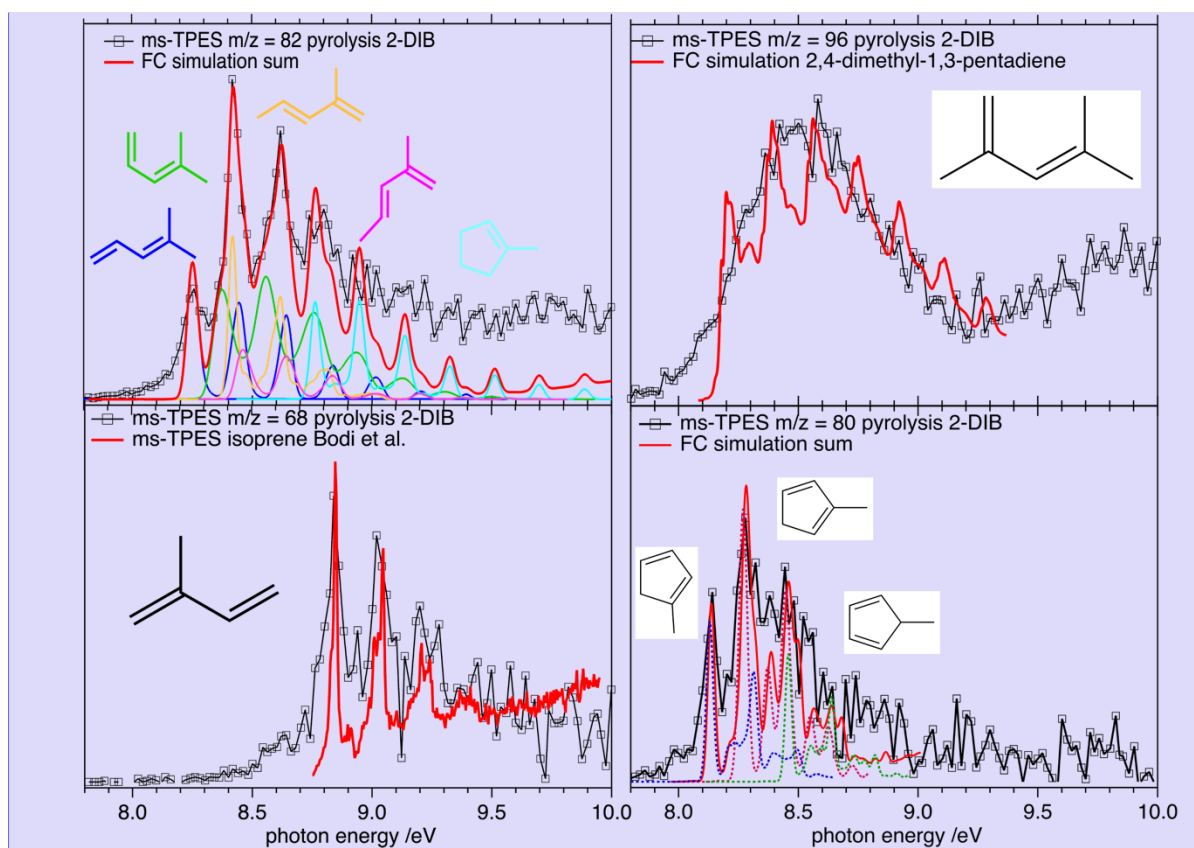 ms-TPES m/z = 82 pyrolysis 2-DIB
FC simulation sum
ms-TPES m/z = 96 pyrolysis 2-DIB
FC simulation 2,4-dimethyl-1,3-pentadiene
ms-TPES m/z = 68 pyrolysis 2-DIB
ms-TPES isoprene Bodi et al.
ms-TPES m/z = 80 pyrolysis 2-DIB
FC simulation sum
8.0 8.5 9.0 9.5 10.0
photon energy /eV
8.0 8.5 9.0 9.5 10.0
photon energy /eV